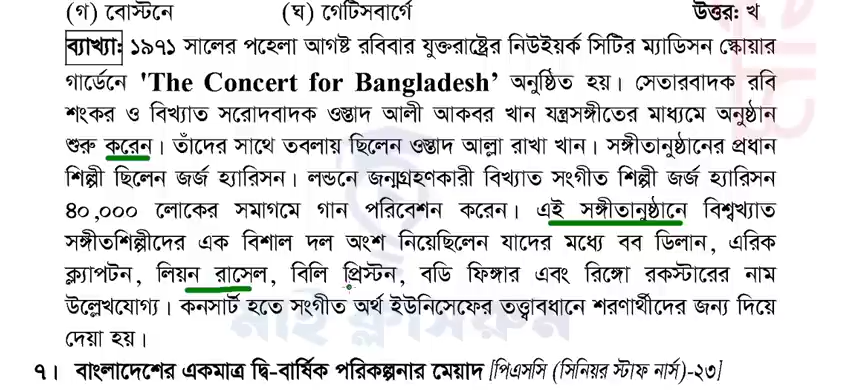 (গ) বোস্টনে (ঘ) গেটিসবার্গে উত্তর: খ
ব্যাখ্যা: ১৯৭১ সালের পহেলা আগষ্ট রবিবার যুক্তরাষ্ট্রের নিউইয়র্ক সিটির ম্যাডিসন স্কোয়ার
গার্ডেনে 'The Concert for Bangladesh’ অনুষ্ঠিত হয়। সেতারবাদক রবি
শংকর ও বিখ্যাত সরোদবাদক ওস্তাদ আলী আকবর খান যন্ত্রসঙ্গীতের মাধ্যমে অনুষ্ঠান
শুরু করেন। তাঁদের সাথে তবলায় ছিলেন ওস্তাদ আল্লা রাখা খান। সঙ্গীতানুষ্ঠানের প্রধান
শিল্পী ছিলেন জর্জ হ্যারিসন। লন্ডনে জন্মগ্রহণকারী বিখ্যাত সংগীত শিল্পী জর্জ হ্যারিসন
৪০,০০০ লোকের সমাগমে গান পরিবেশন করেন। এই সঙ্গীতানুষ্ঠানে বিশ্বখ্যাত
সঙ্গীতশিল্পীদের এক বিশাল দল অংশ নিয়েছিলেন যাদের মধ্যে বব ডিলান, এরিক
ক্ল্যাপটন, লিয়ন রাসেল, বিলি প্রিস্টন, বডি ফিঙ্গার এবং রিঙ্গো রকস্টারের নাম
উল্লেখযোগ্য। কনসার্ট হতে সংগীত অর্থ ইউনিসেফের তত্ত্বাবধানে শরণার্থীদের জন্য দিয়ে
দেয়া হয়।
মাই ক্লাসরুম
৭। বাংলাদেশের একমাত্র দ্বি-বার্ষিক পরিকল্পনার মেয়াদ [পিএসসি (সিনিয়র স্টাফ নার্স)-২৩]